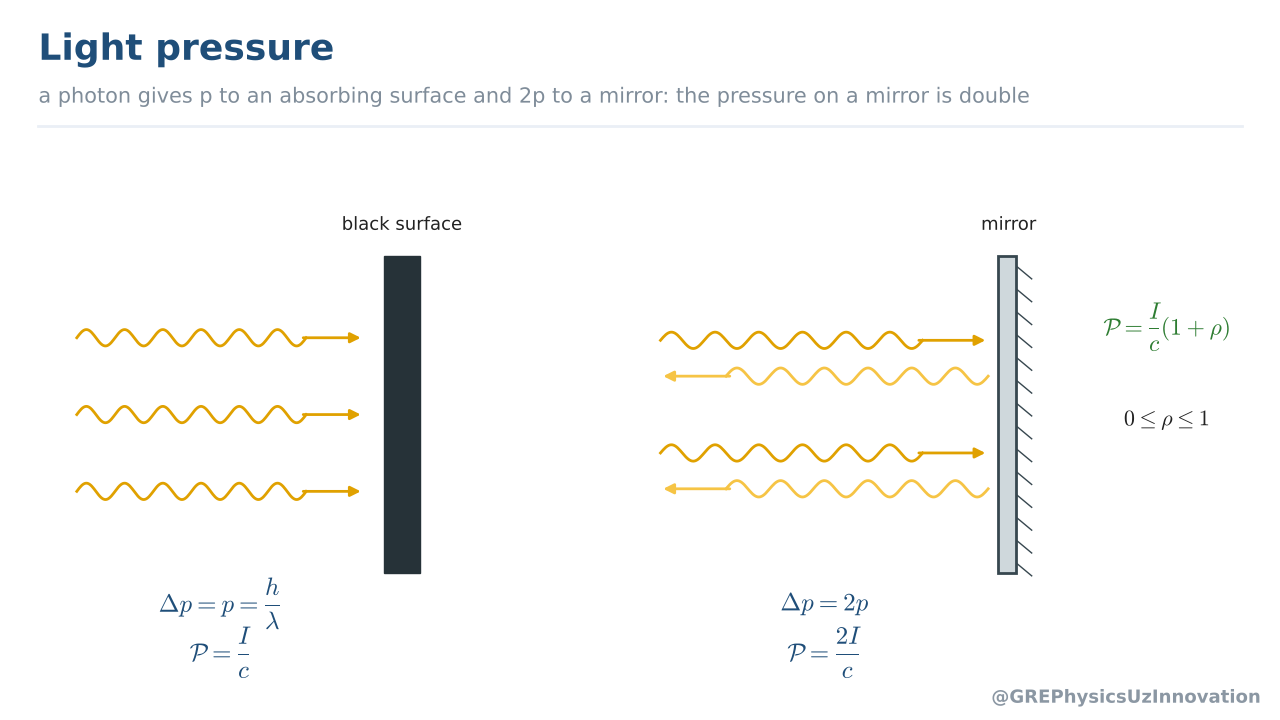 Light pressure
a photon gives p to an absorbing surface and 2p to a mirror: the pressure on a mirror is double
black surface
mirror
𝒫 = I/c (1 + ρ)
0 ≤ ρ ≤ 1
Δp = p = h/λ
𝒫 = I/c
Δp = 2p
𝒫 = 2I/c
@GREPhysicsUzInnovation